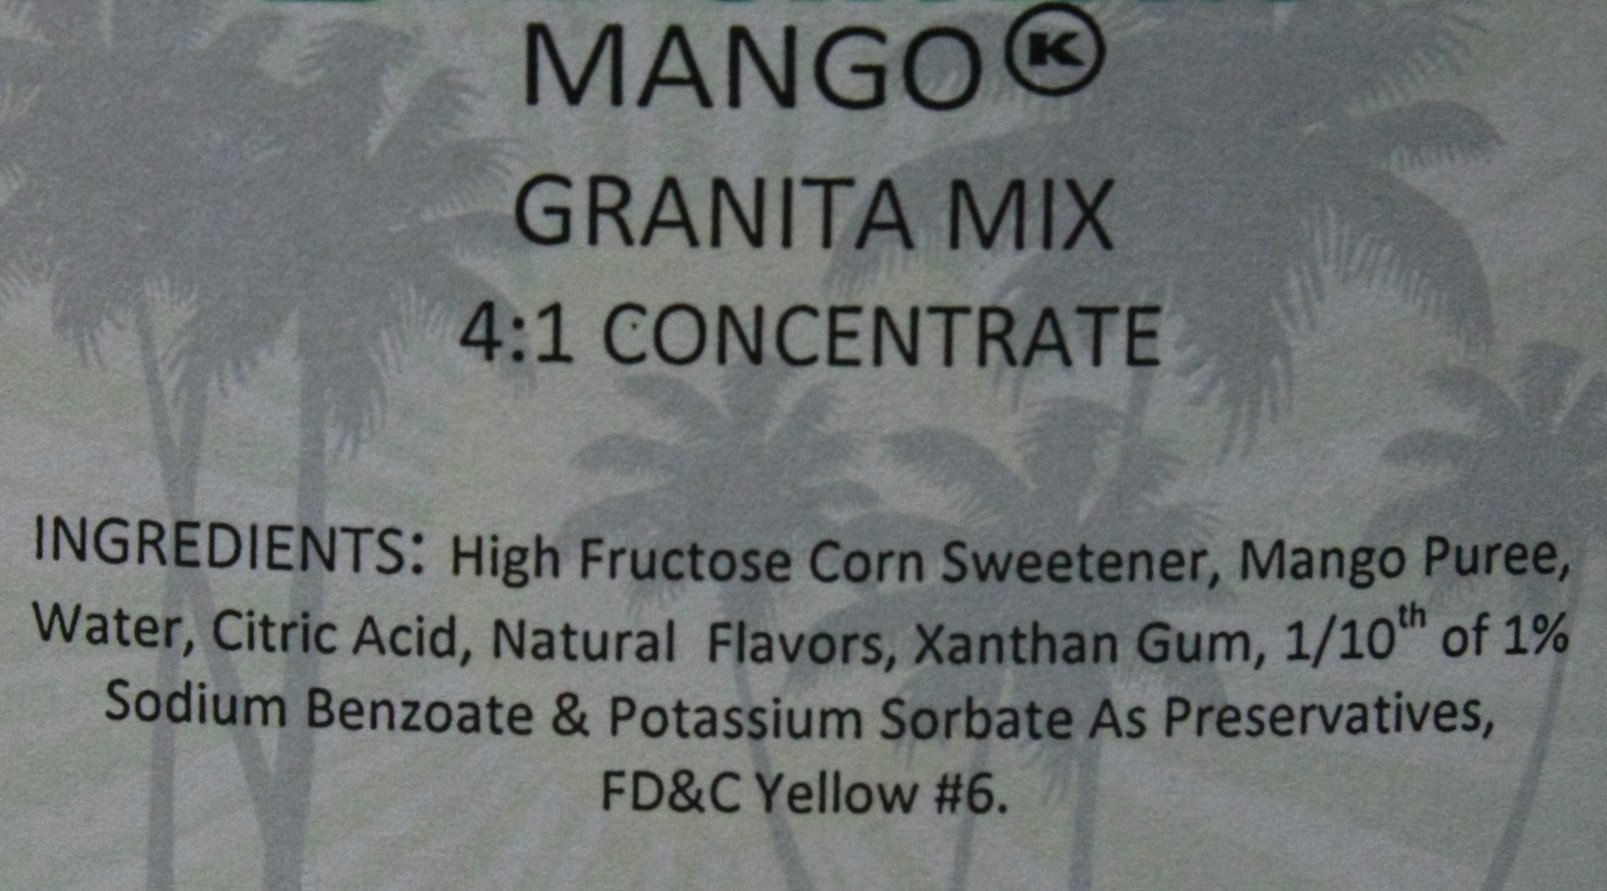 MANGO Ⓚ
GRANITA MIX
4:1 CONCENTRATE
INGREDIENTS: High Fructose Corn Sweetener, Mango Puree,
Water, Citric Acid, Natural Flavors, Xanthan Gum, 1/10th of 1%
Sodium Benzoate & Potassium Sorbate As Preservatives,
FD&C Yellow #6.